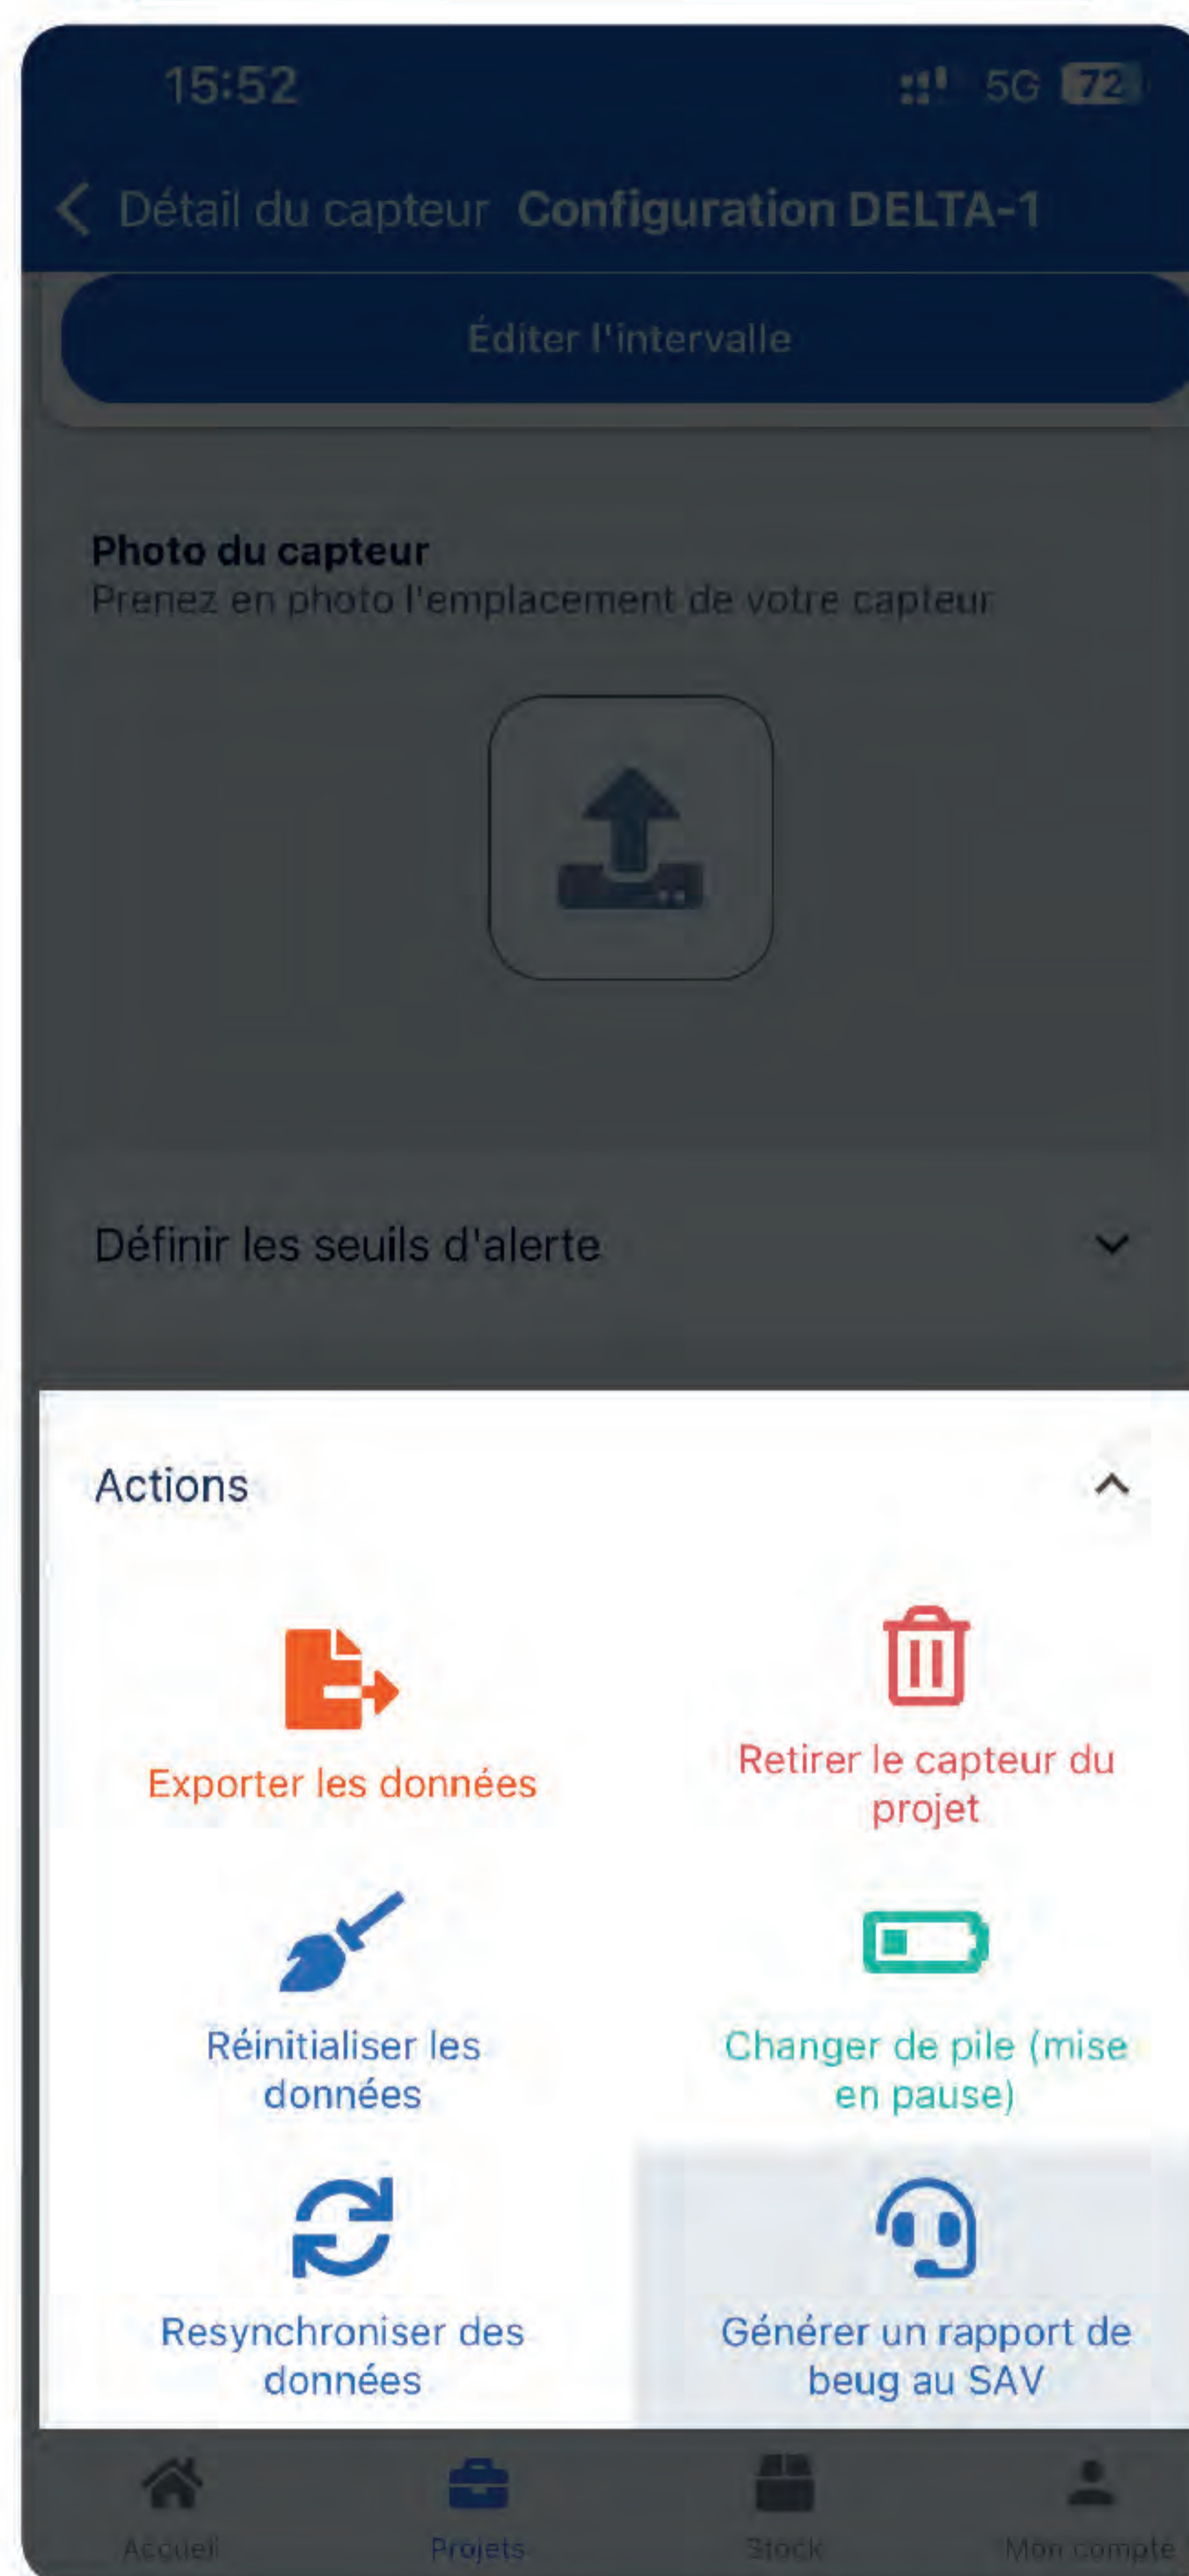 15:52 5G 72
Détail du capteur Configuration DELTA-1
Éditer l'intervalle
Photo du capteur
Prenez en photo l'emplacement de votre capteur
Définir les seuils d'alerte
Actions
Exporter les données
Retirer le capteur du
projet
Réinitialiser les
données
Changer de pile (mise
en pause)
Resynchroniser des
données
Générer un rapport de
beug au SAV
Accueil Projets Stock Mon compte